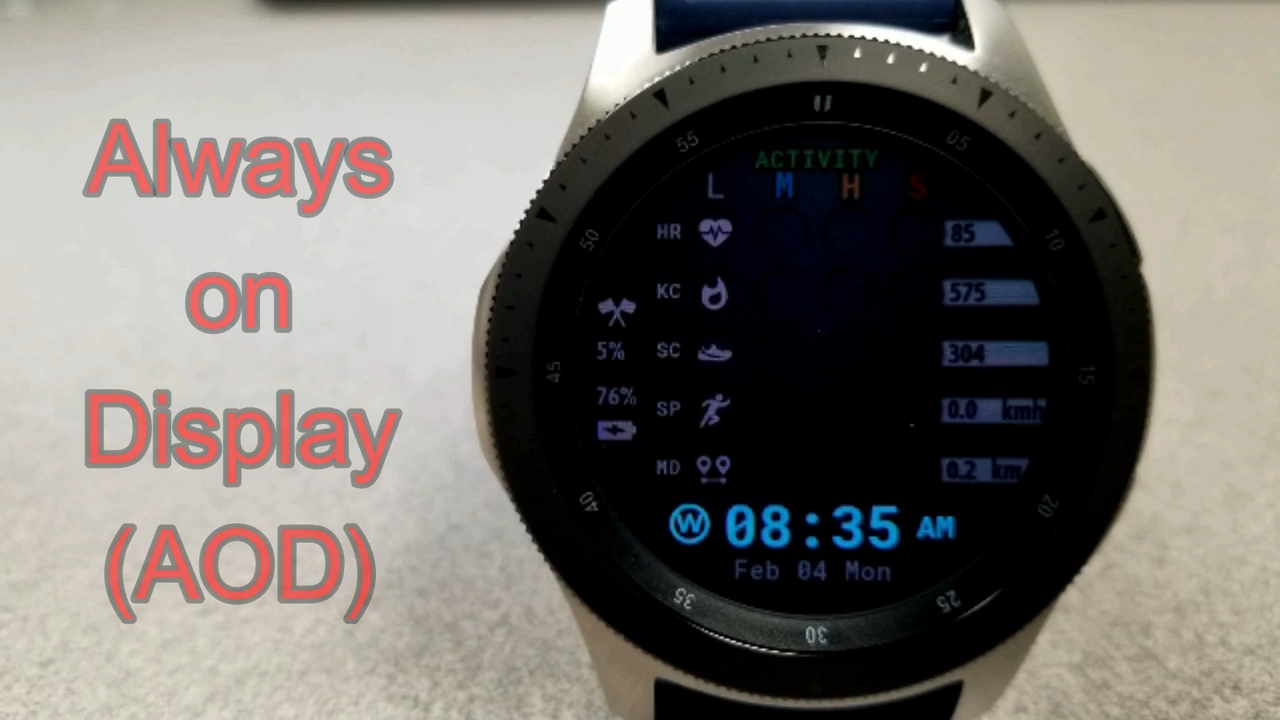 Always
on
Display
(AOD)
55
05
50
10
45
15
40
20
35
25
30
ACTIVITY
L M H S
HR 85
KC 575
5% SC 304
76% SP 0.0 kmh
MD 0.2 km
W 08:35 AM
Feb 04 Mon